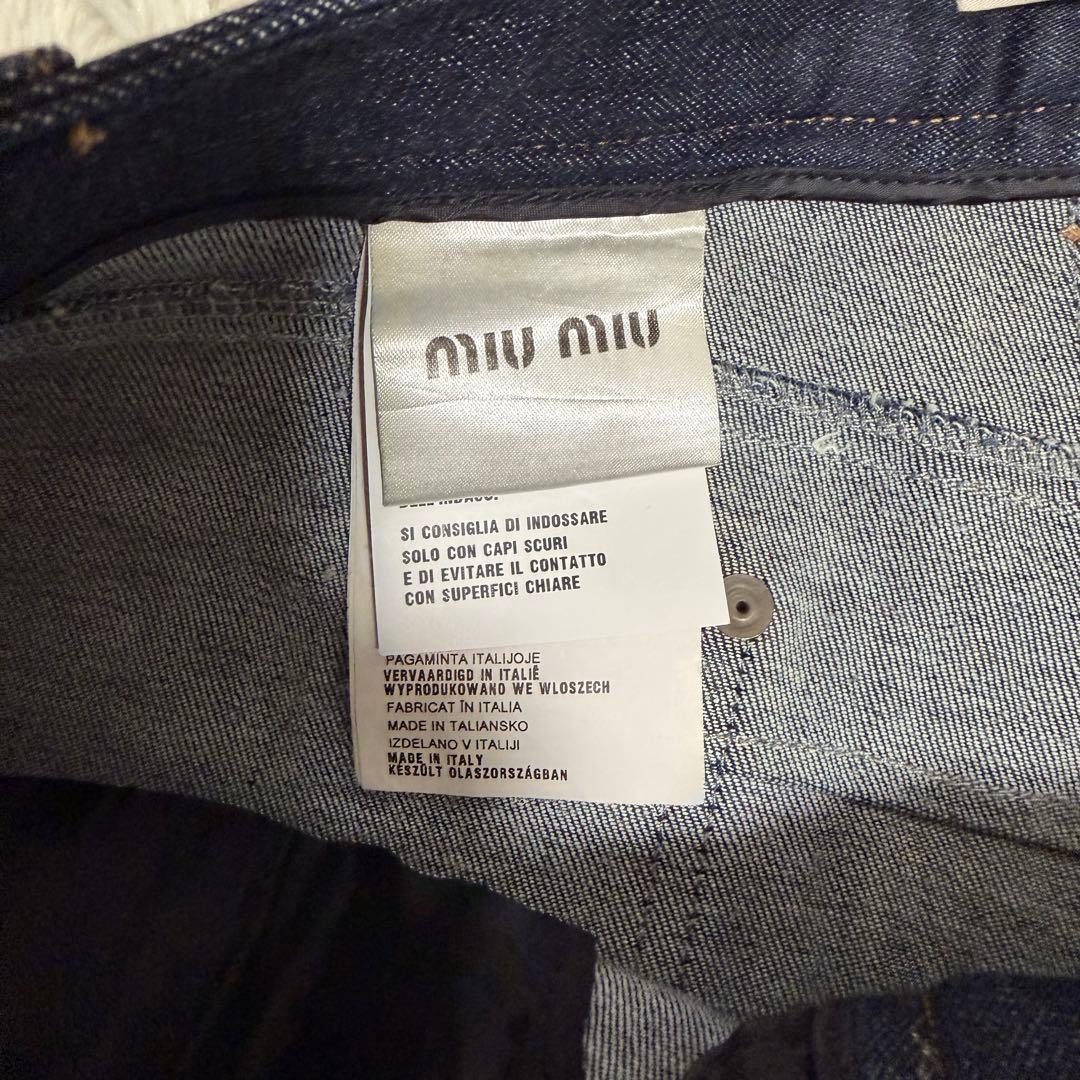 MIU MIU
DELL'INDACO.
SI CONSIGLIA DI INDOSSARE
SOLO CON CAPI SCURI
E DI EVITARE IL CONTATTO
CON SUPERFICI CHIARE
PAGAMINTA ITALIJOJE
VERVAARDIGD IN ITALIË
WYPRODUKOWANO WE WLOSZECH
FABRICAT ÎN ITALIA
MADE IN TALIANSKO
IZDELANO V ITALIJI
MADE IN ITALY
KÉSZÜLT OLASZORSZÁGBAN